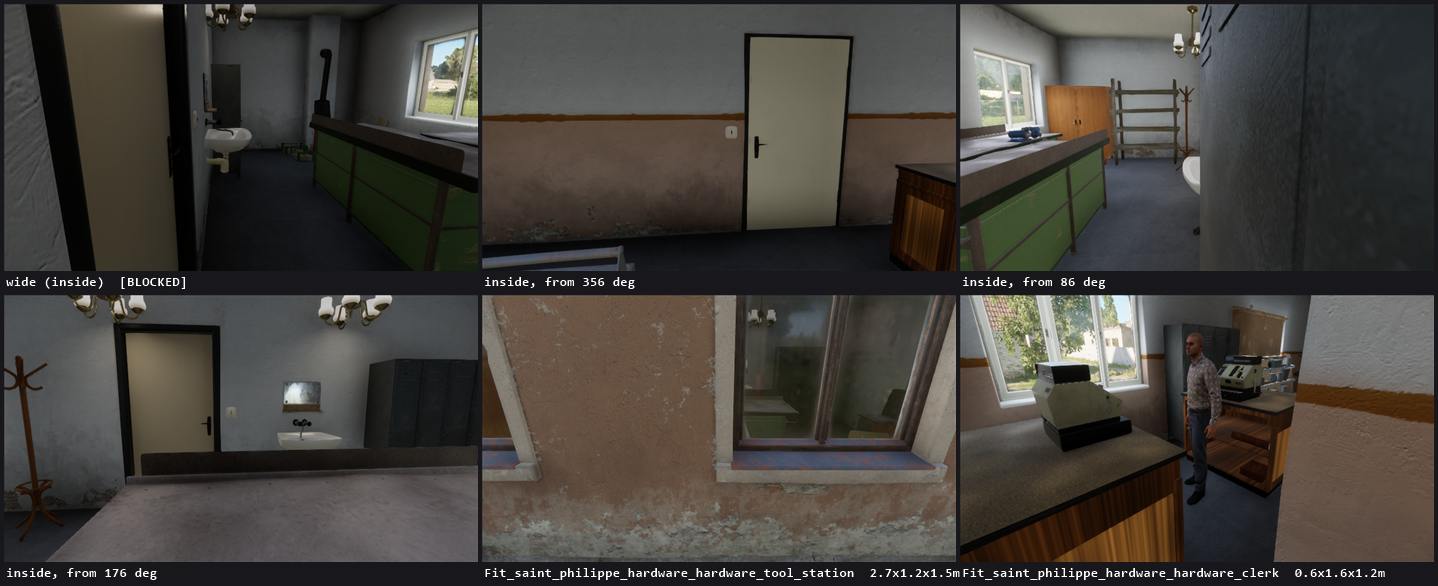 wide (inside)  [BLOCKED]
inside, from 356 deg
inside, from 86 deg
inside, from 176 deg
Fit_saint_philippe_hardware_hardware_tool_station  2.7x1.2x1.5m
Fit_saint_philippe_hardware_hardware_clerk  0.6x1.6x1.2m